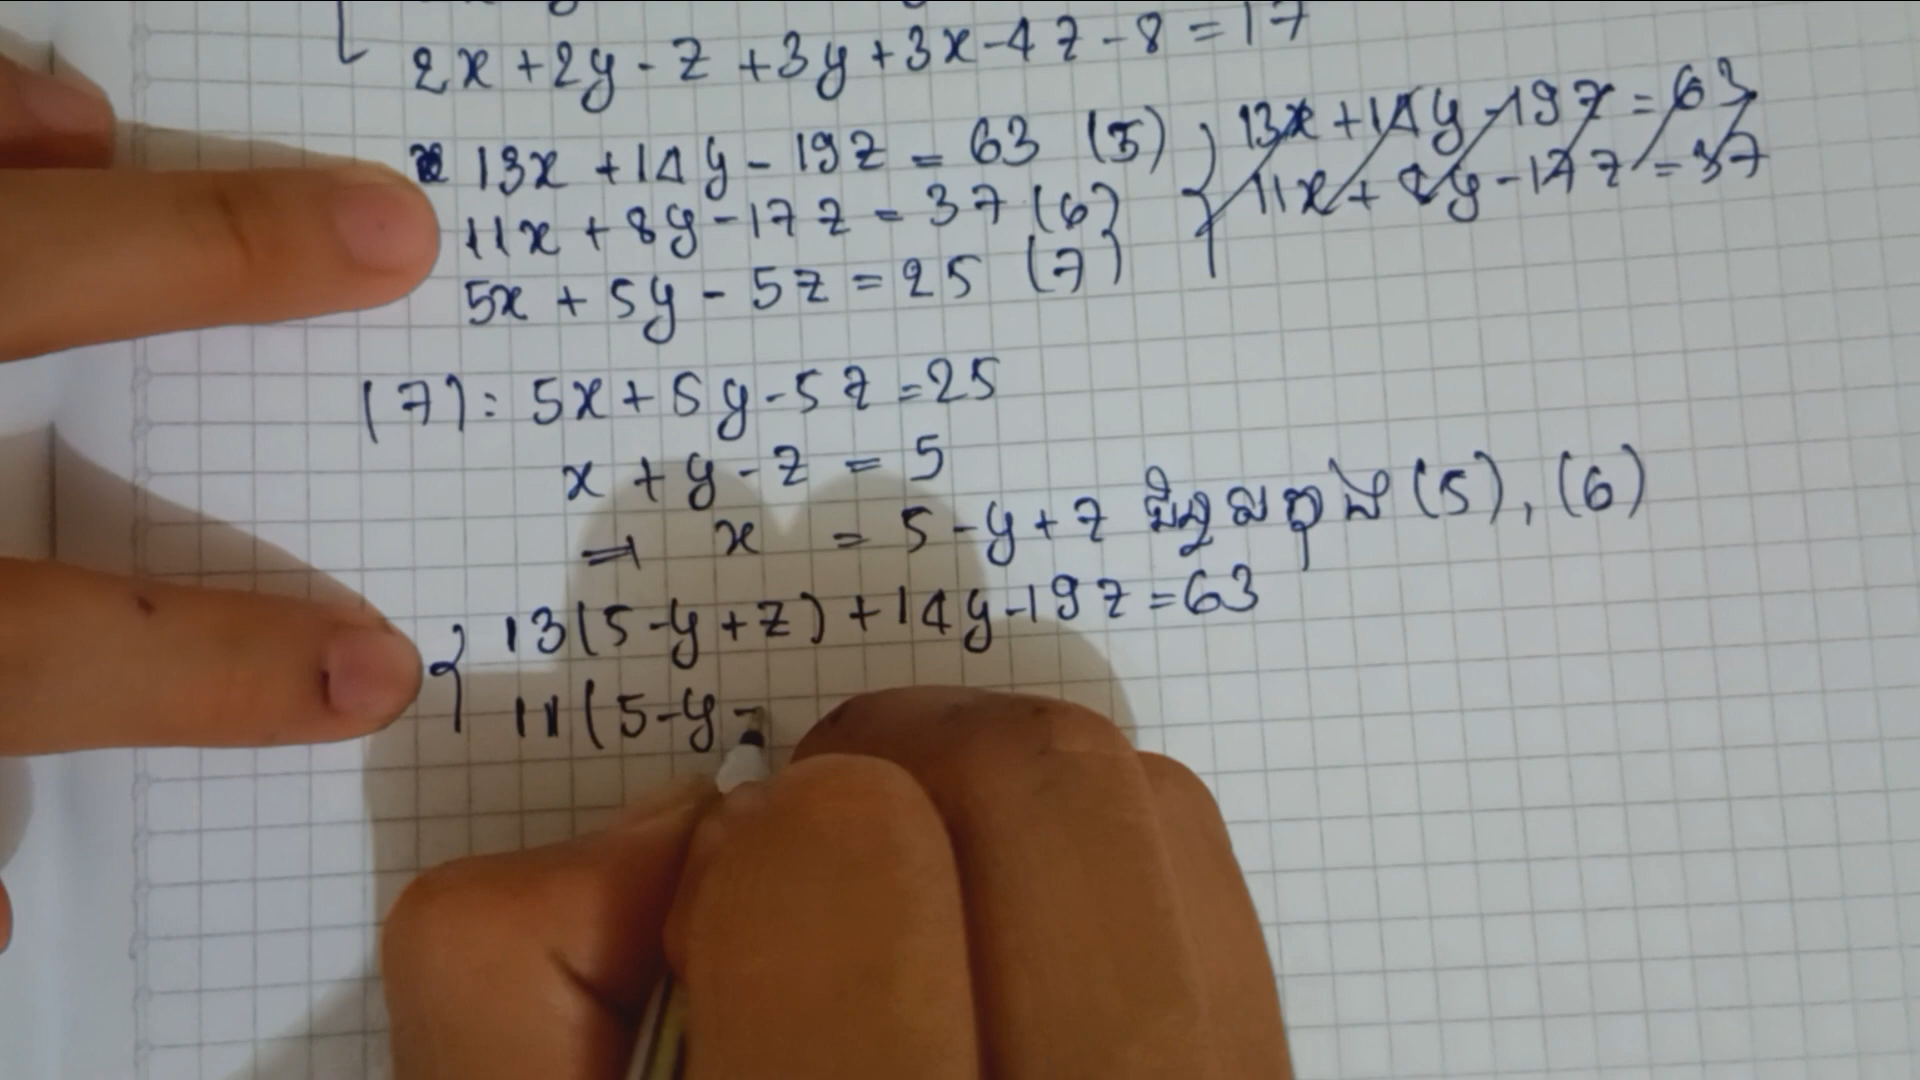 2x + 2y - z + 3y + 3x - 4z - 8 = 17
13x + 14y - 19z = 63 (5)
11x + 8y - 17z = 37 (6)
5x + 5y - 5z = 25 (7)
13x + 14y - 19z = 63
11x + 8y - 17z = 37
(7): 5x + 5y - 5z = 25
x + y - z = 5
⇒ x = 5 - y + z (5), (6)
13(5 - y + z) + 14y - 19z = 63
11(5 - y -